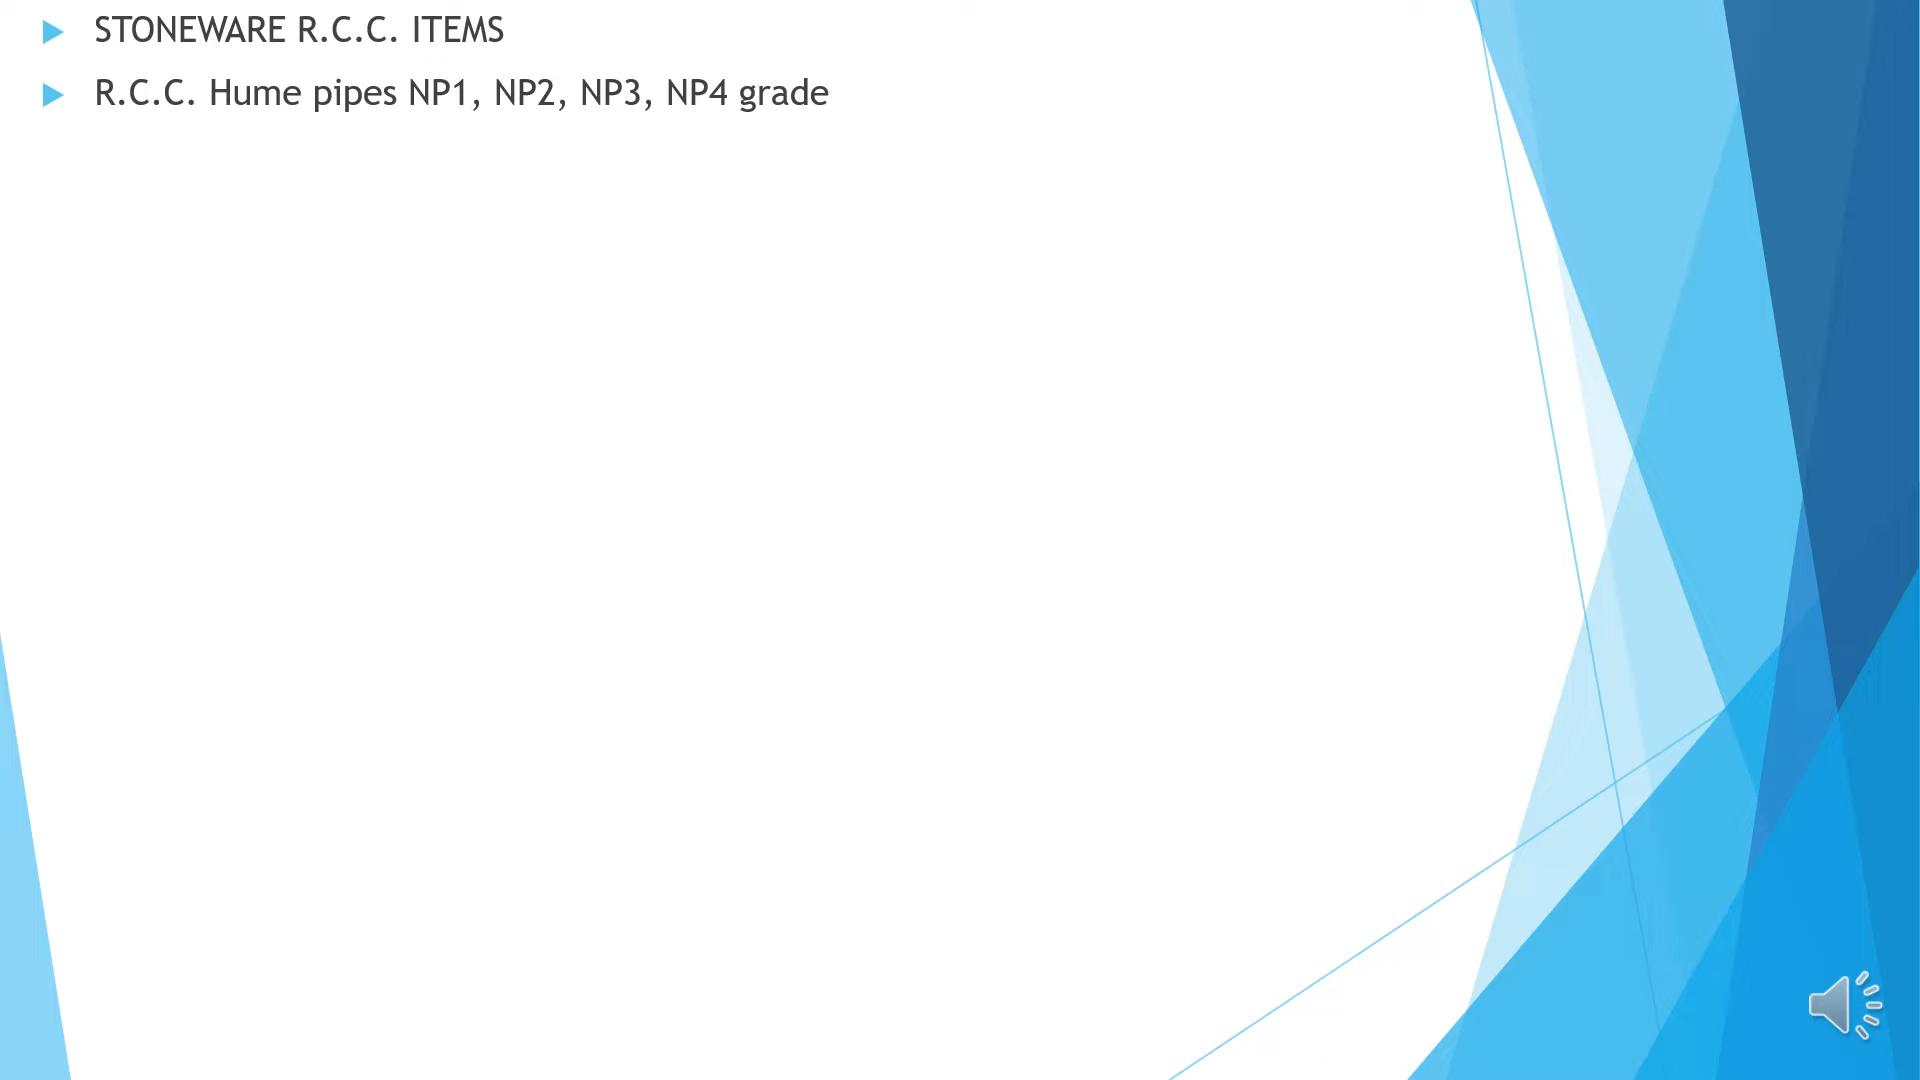 STONEWARE R.C.C. ITEMS
R.C.C. Hume pipes NP1, NP2, NP3, NP4 grade